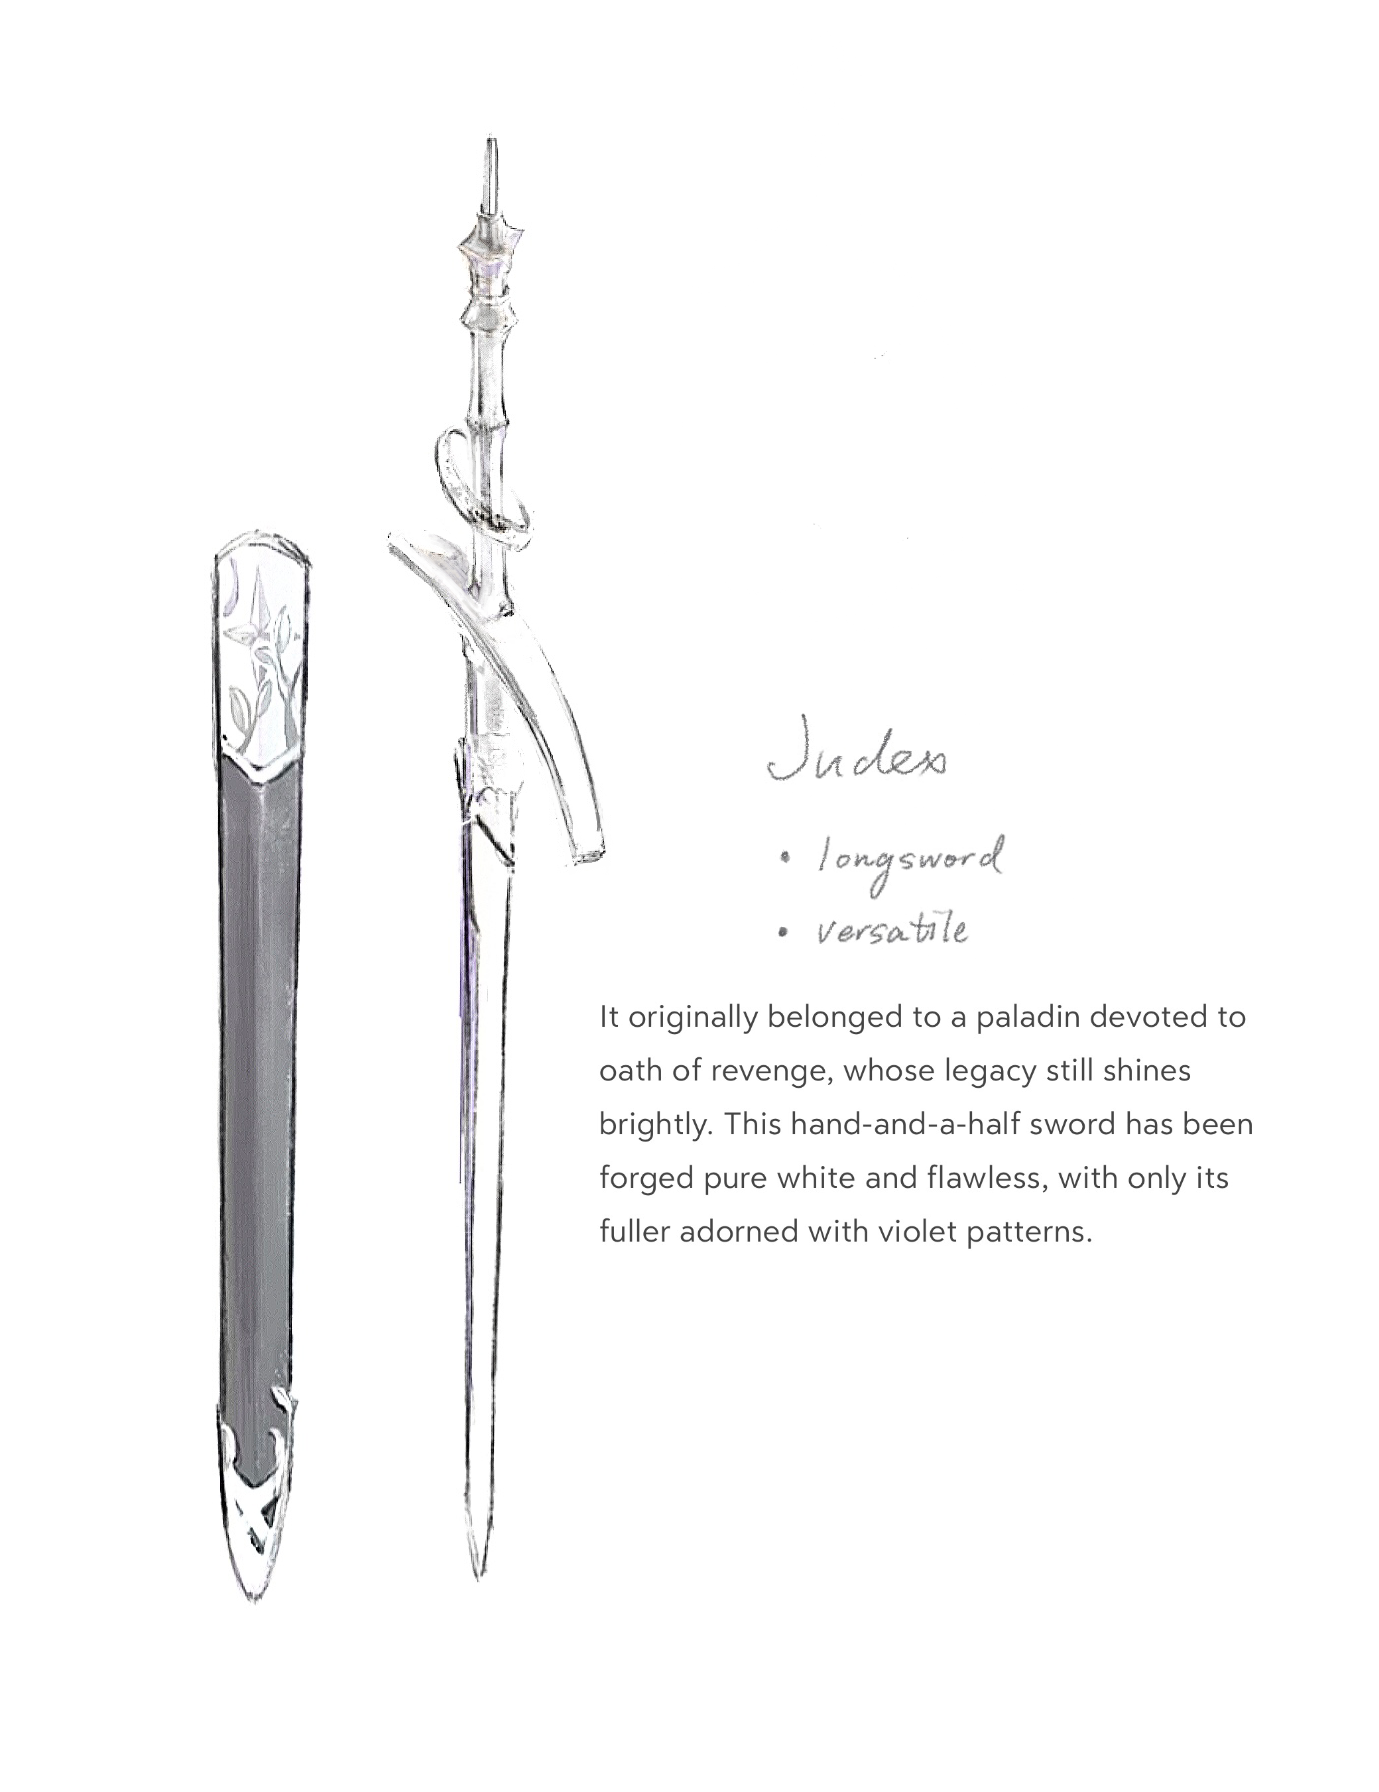 Index
• longsword
• versatile
It originally belonged to a paladin devoted to
oath of revenge, whose legacy still shines
brightly. This hand-and-a-half sword has been
forged pure white and flawless, with only its
fuller adorned with violet patterns.